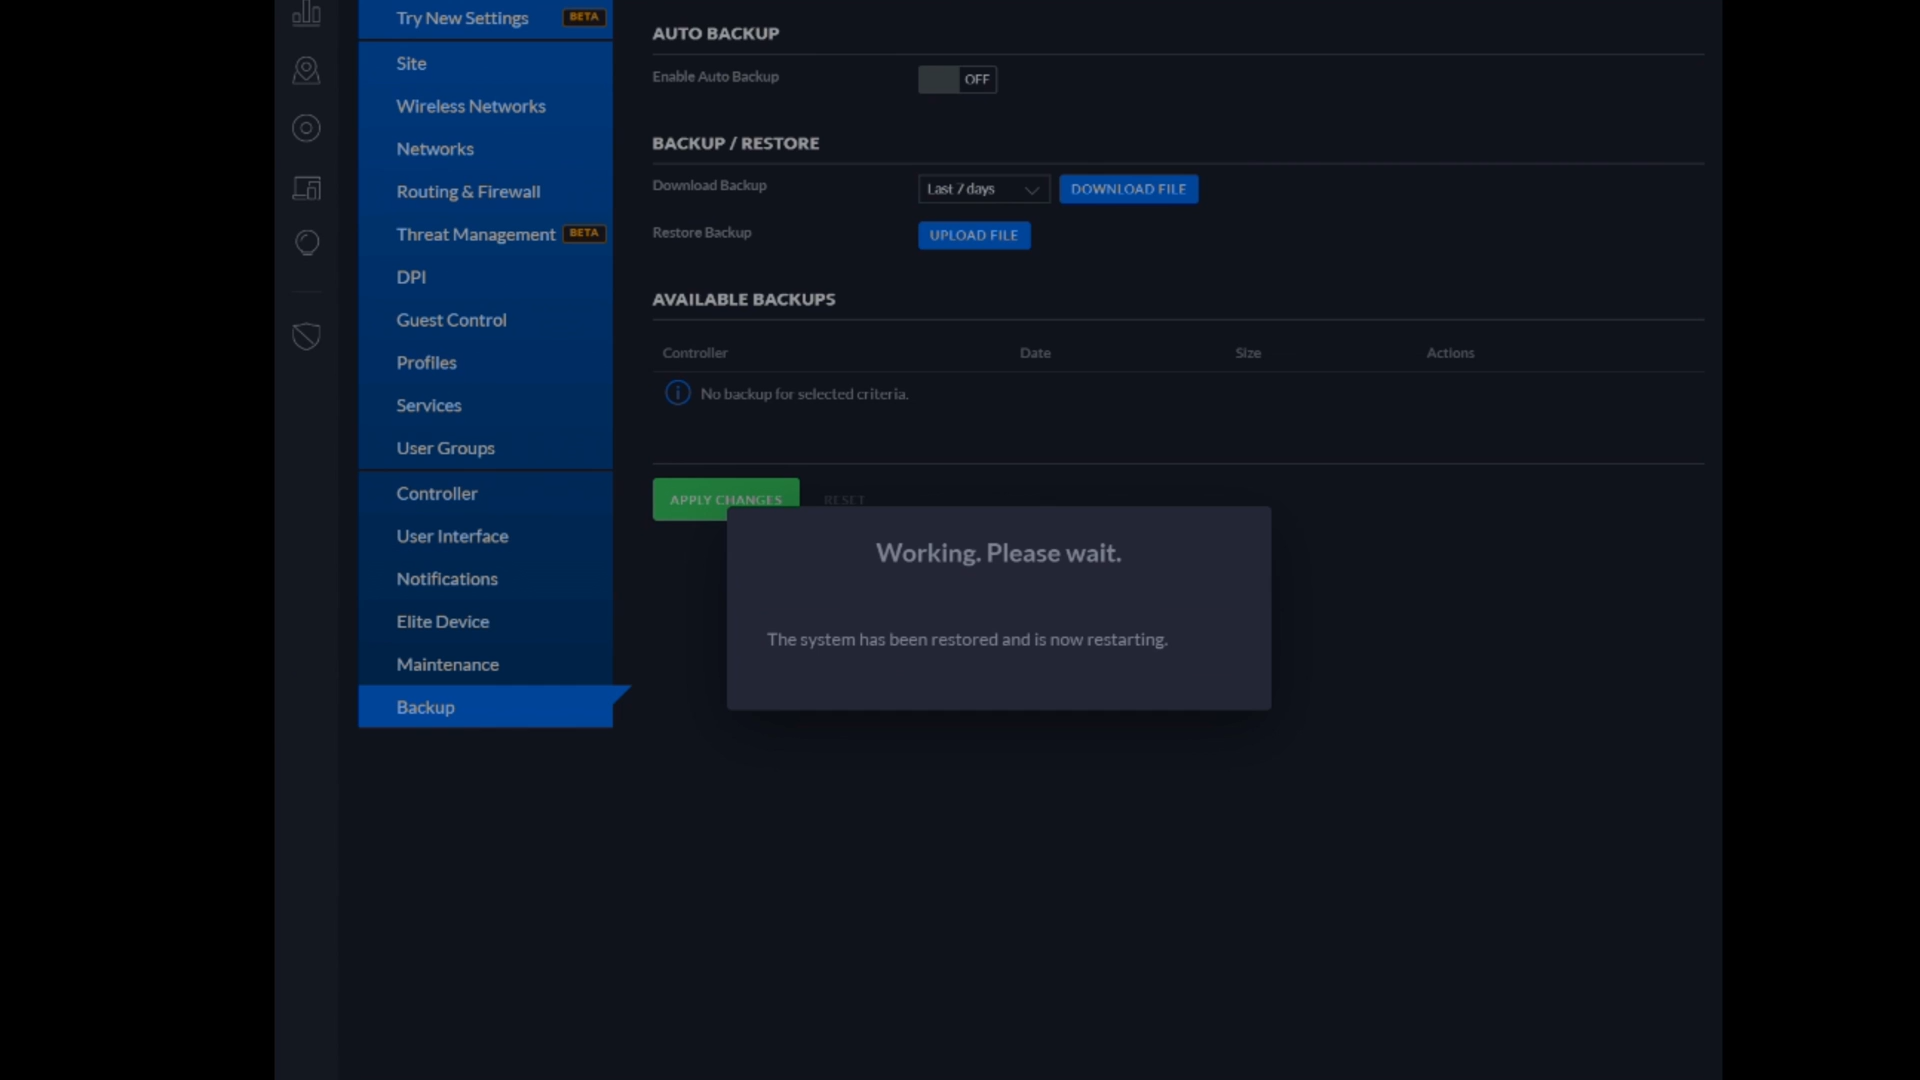 Try New Settings BETA
Site
Wireless Networks
Networks
Routing & Firewall
Threat Management BETA
DPI
Guest Control
Profiles
Services
User Groups
Controller
User Interface
Notifications
Elite Device
Maintenance
Backup
AUTO BACKUP
Enable Auto Backup OFF
BACKUP / RESTORE
Download Backup Last 7 days DOWNLOAD FILE
Restore Backup UPLOAD FILE
AVAILABLE BACKUPS
Controller Date Size Actions
No backup for selected criteria.
APPLY CHANGES RESET
Working. Please wait.
The system has been restored and is now restarting.